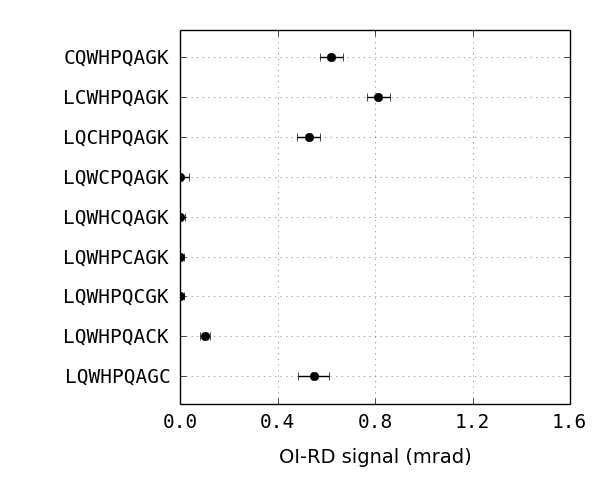 CQWHPQAGK
LCWHPQAGK
LQCHPQAGK
LQWCPQAGK
LQWHCQAGK
LQWHPCAGK
LQWHPQCGK
LQWHPQACK
LQWHPQAGC
0.0 0.4 0.8 1.2 1.6
OI-RD signal (mrad)